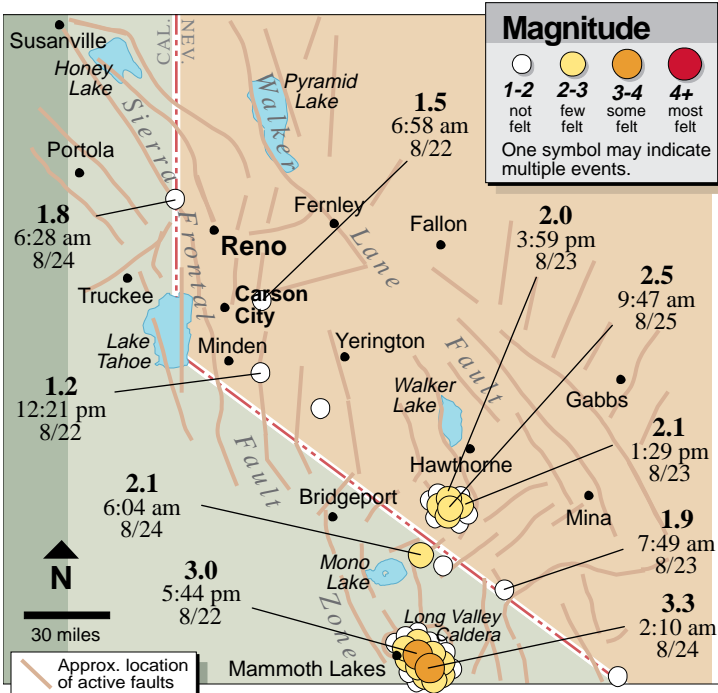 Susanville
Honey
Lake
CAL.
NEV.
Pyramid
Lake
Magnitude
1-2
2-3
3-4
4+
not
felt
few
felt
some
felt
most
felt
One symbol may indicate
multiple events.
1.5
6:58 am
8/22
Portola
Sierra
Frontal
Fault
Zone
Walker
Lane
Fault
1.8
6:28 am
8/24
Reno
Fernley
Fallon
2.0
3:59 pm
8/23
2.5
9:47 am
8/25
Truckee
Carson
City
Lake
Tahoe
Minden
Yerington
Walker
Lake
Gabbs
1.2
12:21 pm
8/22
Hawthorne
2.1
1:29 pm
8/23
2.1
6:04 am
8/24
Bridgeport
Mina
1.9
7:49 am
8/23
N
30 miles
3.0
5:44 pm
8/22
Mono
Lake
Long Valley
Caldera
3.3
2:10 am
8/24
Mammoth Lakes
Approx. location
of active faults